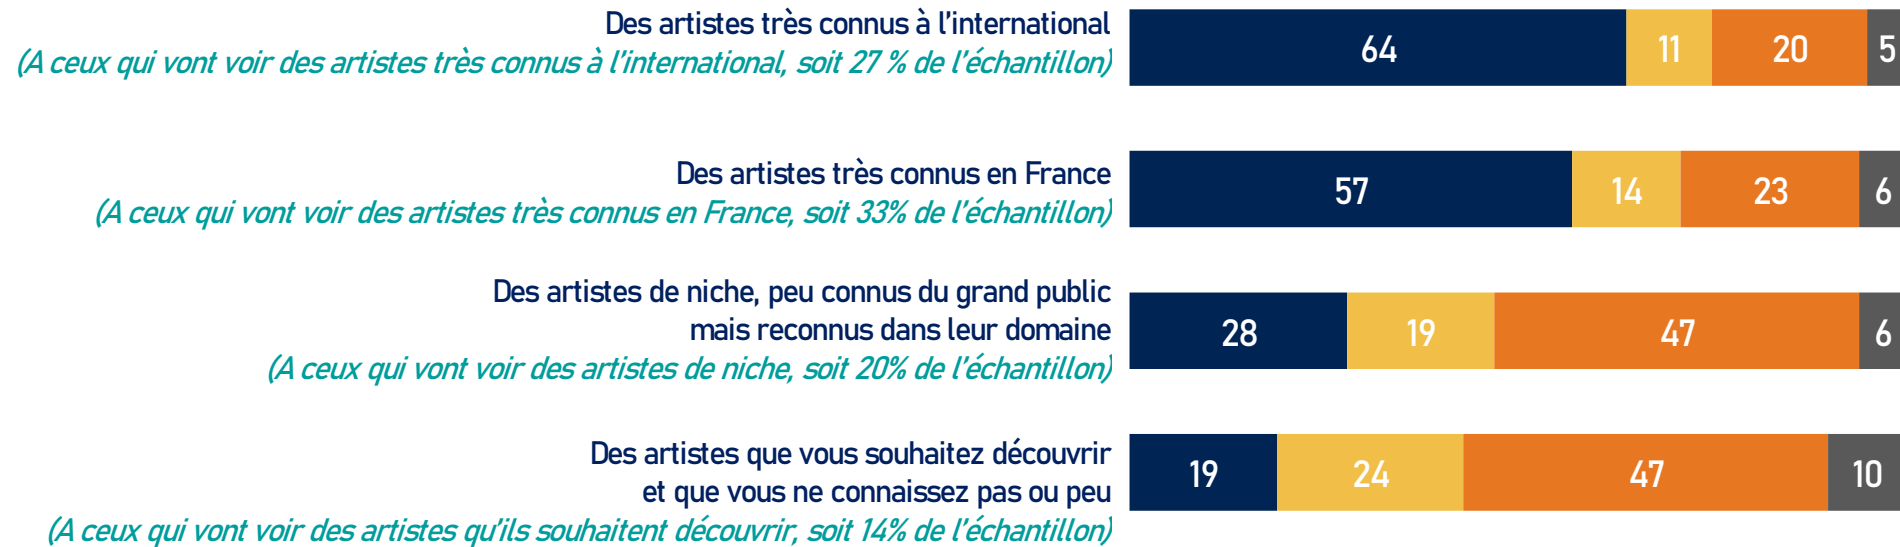 Des artistes très connus à l'international
(A ceux qui vont voir des artistes très connus à l'international, soit 27 % de l'échantillon)
64 11 20 5
Des artistes très connus en France
(A ceux qui vont voir des artistes très connus en France, soit 33% de l'échantillon)
57 14 23 6
Des artistes de niche, peu connus du grand public
mais reconnus dans leur domaine
(A ceux qui vont voir des artistes de niche, soit 20% de l'échantillon)
28 19 47 6
Des artistes que vous souhaitez découvrir
et que vous ne connaissez pas ou peu
(A ceux qui vont voir des artistes qu'ils souhaitent découvrir, soit 14% de l'échantillon)
19 24 47 10